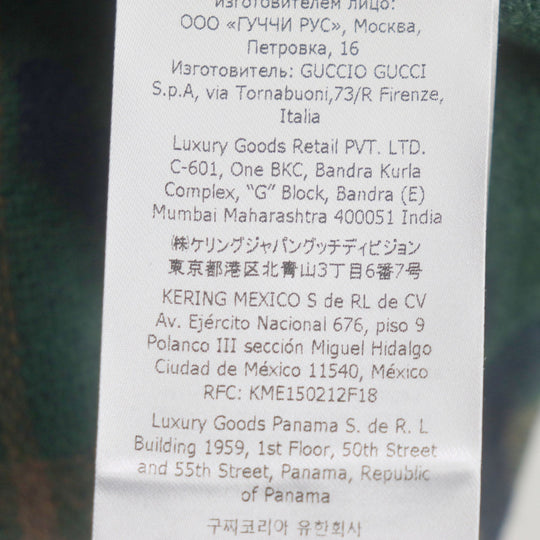 изготовителем лицо:
ООО «ГУЧЧИ РУС», Москва,
Петровка, 16
Изготовитель: GUCCIO GUCCI
S.p.A, via Tornabuoni,73/R Firenze,
Italia
Luxury Goods Retail PVT. LTD.
C-601, One BKC, Bandra Kurla
Complex, “G” Block, Bandra (E)
Mumbai Maharashtra 400051 India
㈱ケリングジャパングッチディビジョン
東京都港区北青山3丁目6番7号
KERING MEXICO S de RL de CV
Av. Ejército Nacional 676, piso 9
Polanco III sección Miguel Hidalgo
Ciudad de México 11540, México
RFC: KME150212F18
Luxury Goods Panama S. de R. L
Building 1959, 1st Floor, 50th Street
and 55th Street, Panama, Republic
of Panama
구찌코리아 유한회사